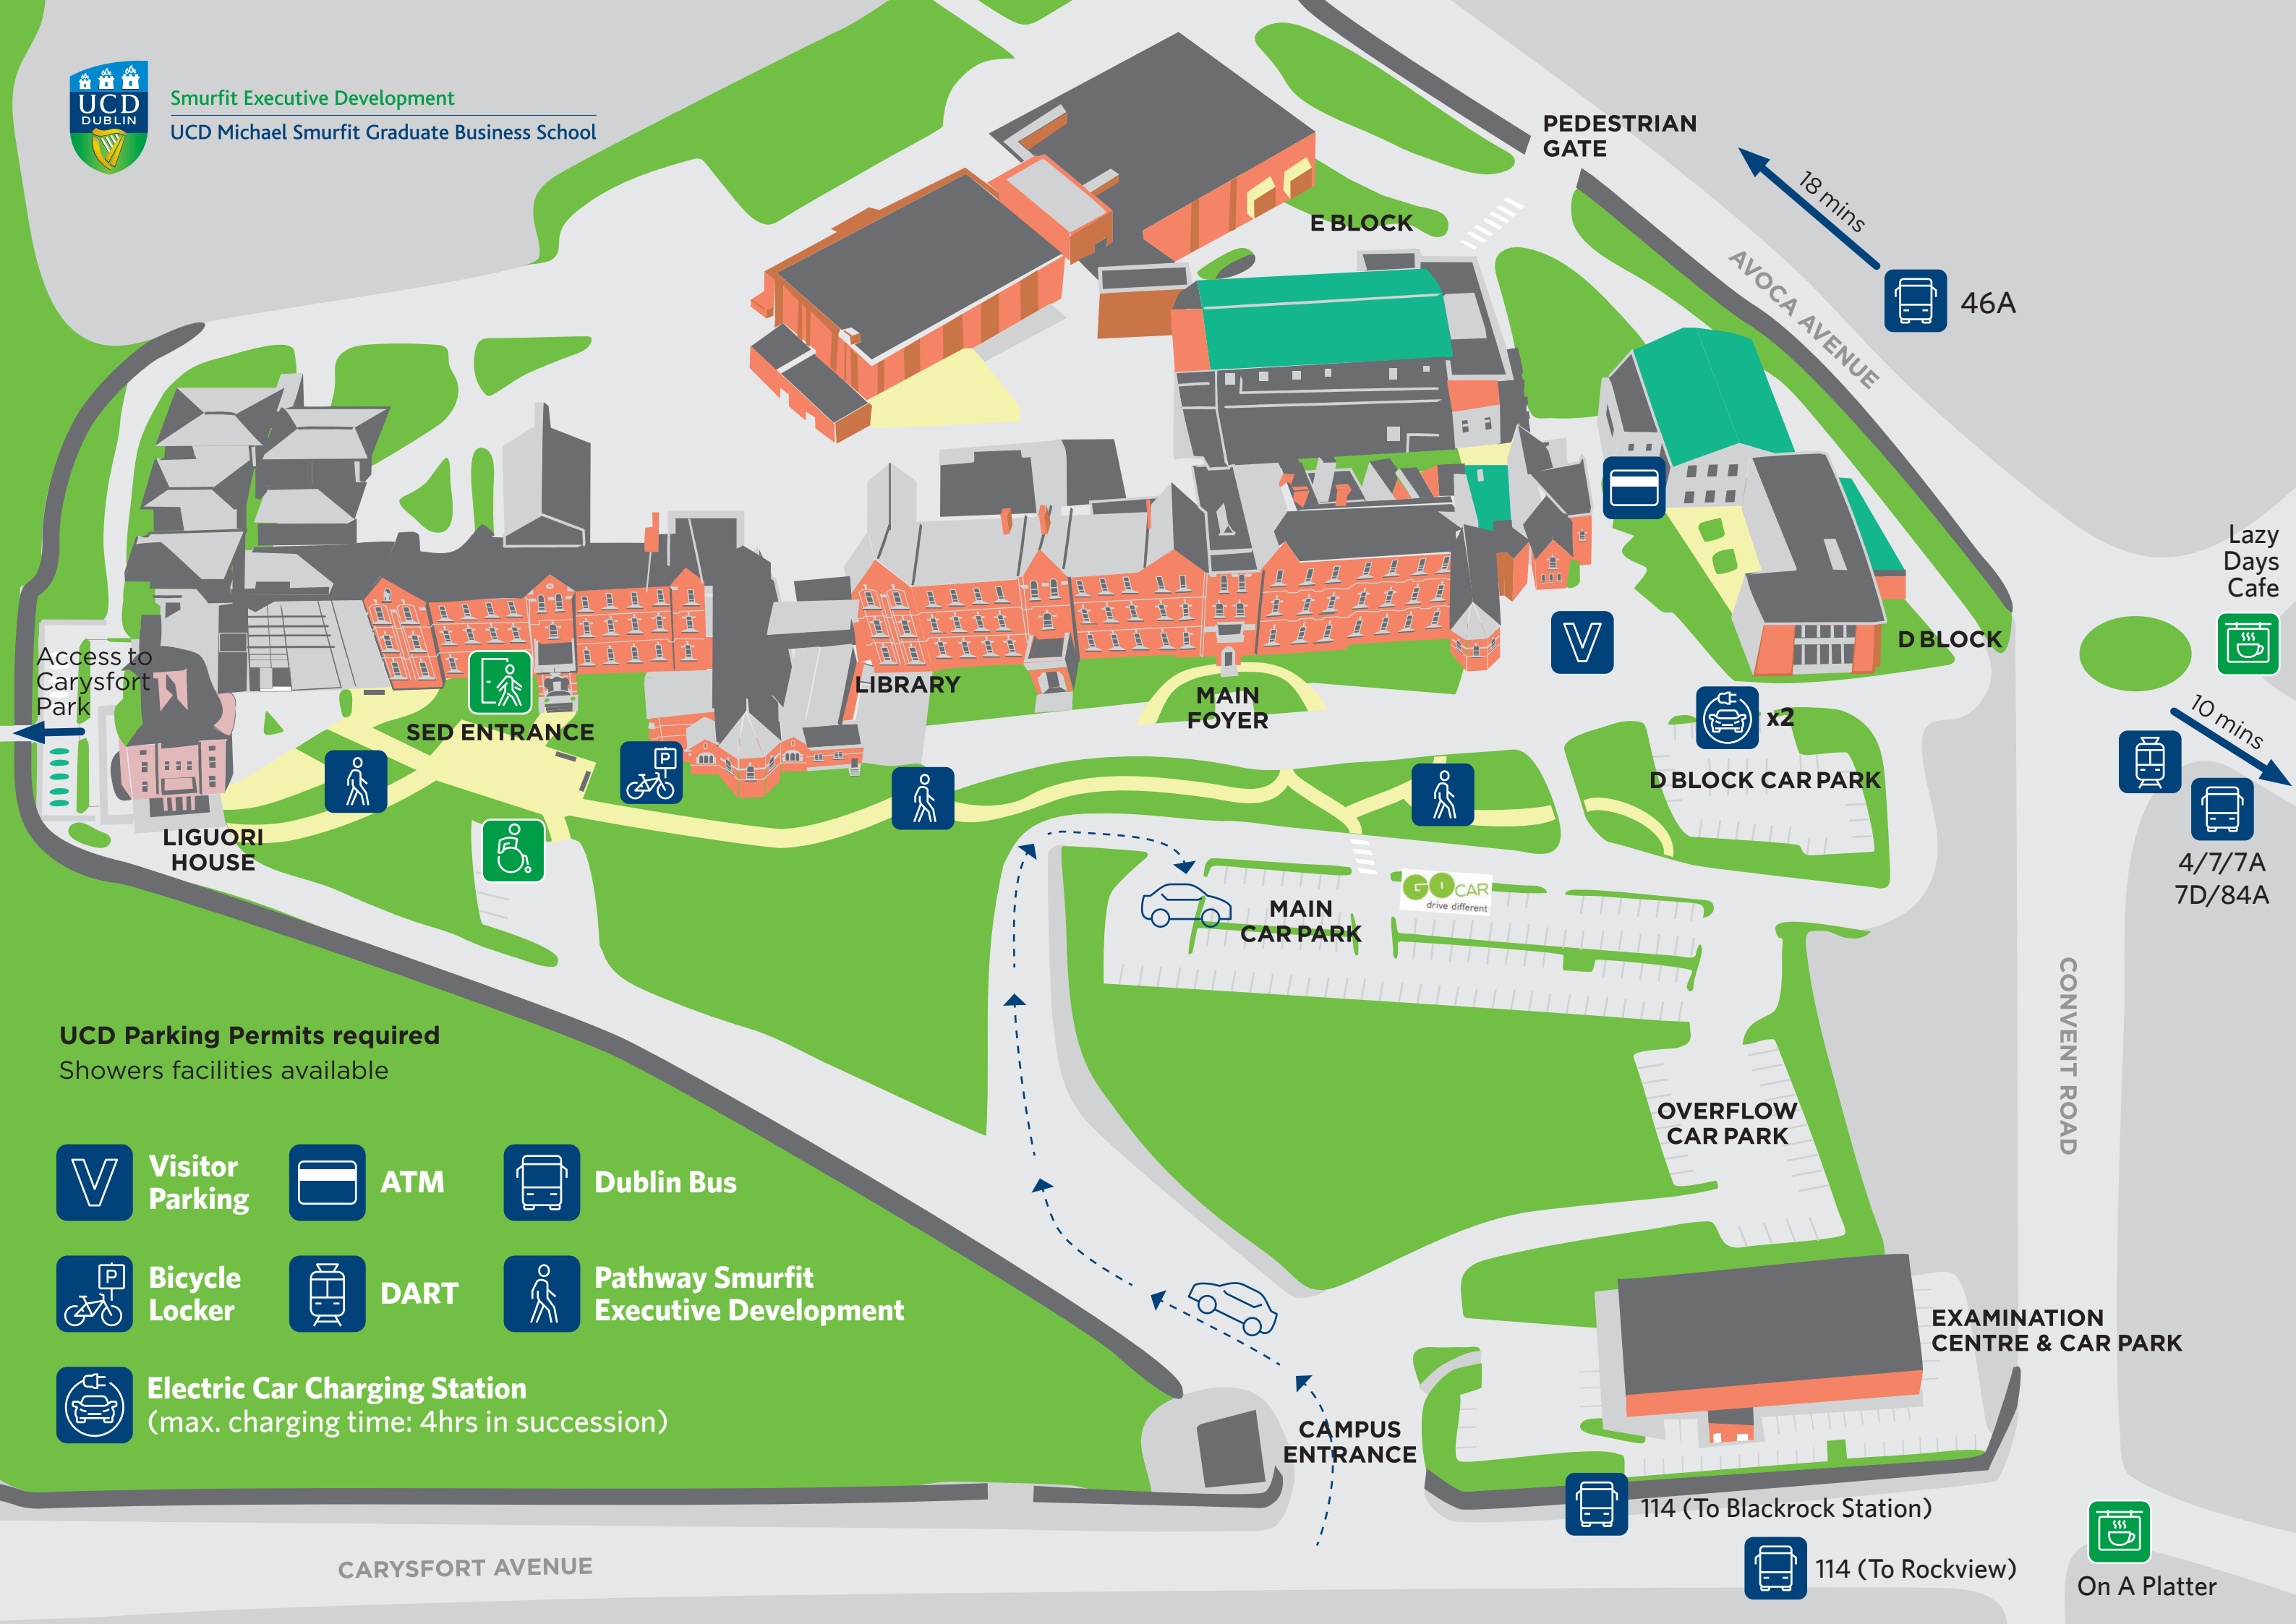 UCD
DUBLIN
Smurfit Executive Development
UCD Michael Smurfit Graduate Business School
PEDESTRIAN
GATE
18 mins
E BLOCK
AVOCA AVENUE
46A
Lazy
Days
Cafe
D BLOCK
Access to
Carysfort
Park
V
LIBRARY
MAIN
FOYER
SED ENTRANCE
x2
10 mins
P
D BLOCK CAR PARK
LIGUORI
HOUSE
4/7/7A
7D/84A
GOCAR
drive different
MAIN
CAR PARK
CONVENT ROAD
UCD Parking Permits required
Showers facilities available
OVERFLOW
CAR PARK
V
Visitor
Parking
ATM
Dublin Bus
P
Bicycle
Locker
DART
Pathway Smurfit
Executive Development
Electric Car Charging Station
(max. charging time: 4hrs in succession)
EXAMINATION
CENTRE & CAR PARK
CAMPUS
ENTRANCE
114 (To Blackrock Station)
114 (To Rockview)
On A Platter
CARYSFORT AVENUE